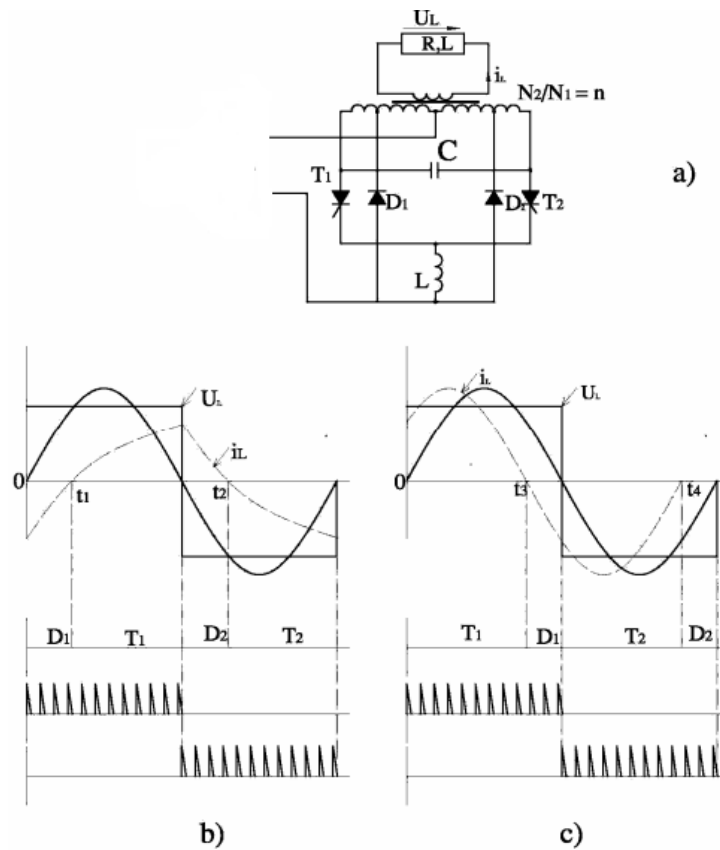 UL
R,L
iL
N2/N1 = n
C
T1
D1
D2
T2
a)
L
UL
iL
0
t1
t2
iL
UL
0
t3
t4
D1 T1 D2 T2
T1 D1 T2 D2
b)
c)